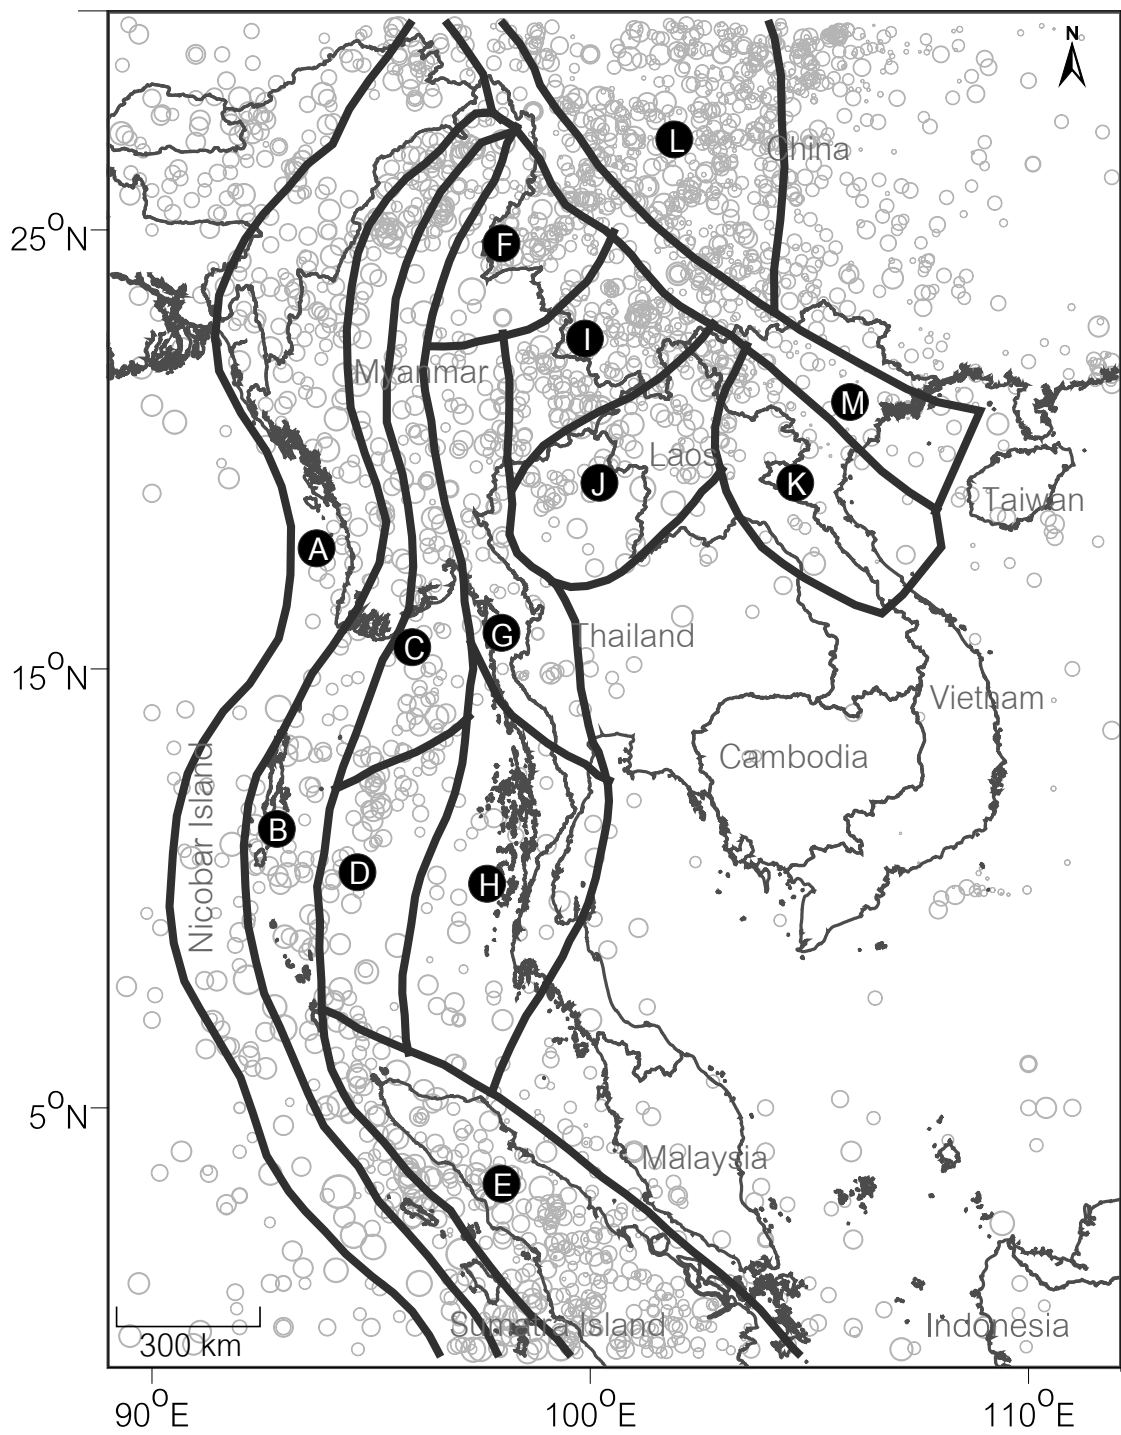 N
L
China
25°N
F
I
Myanmar
M
Laos
J
K
Taiwan
A
G
C
Thailand
15°N
Vietnam
Nicobar Island
Cambodia
B
D
H
5°N
Malaysia
E
Sumatra Island
Indonesia
300 km
90°E
100°E
110°E